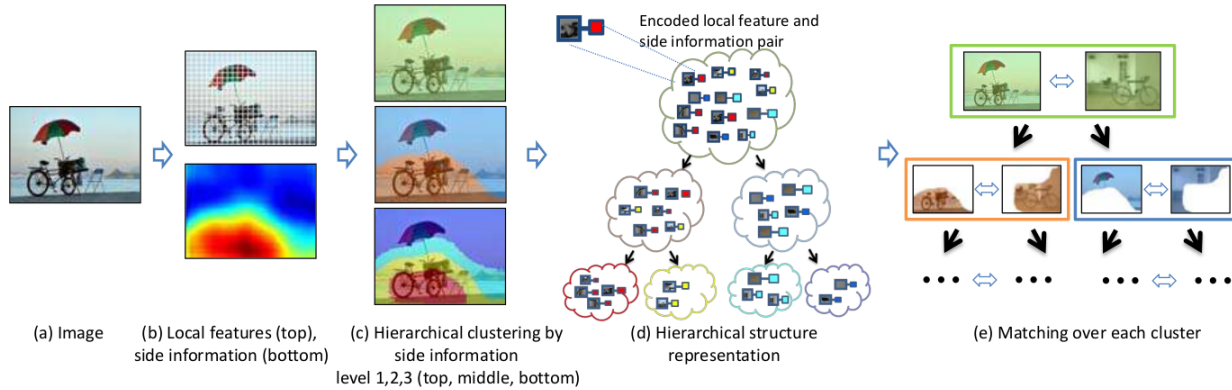 Encoded local feature and
side information pair
(a) Image
(b) Local features (top),
side information (bottom)
(c) Hierarchical clustering by
side information
level 1,2,3 (top, middle, bottom)
(d) Hierarchical structure
representation
(e) Matching over each cluster